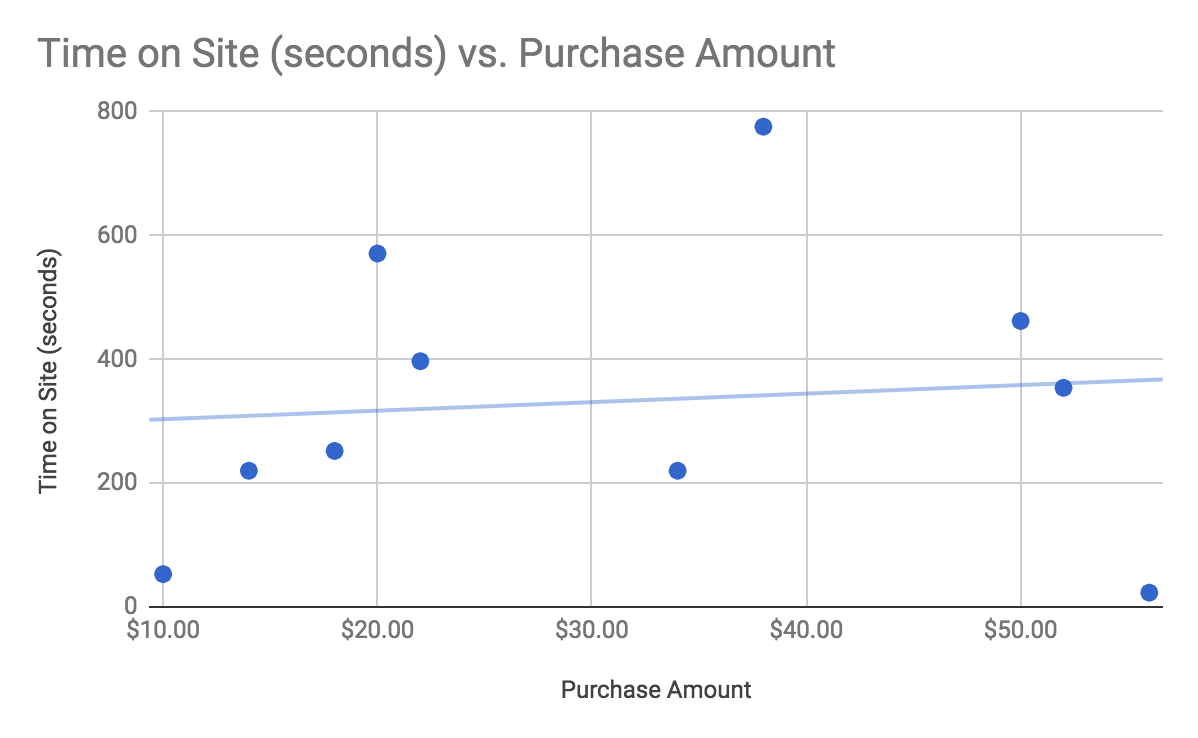 Time on Site (seconds) vs. Purchase Amount
800
600
400
200
0
Time on Site (seconds)
$10.00 $20.00 $30.00 $40.00 $50.00
Purchase Amount